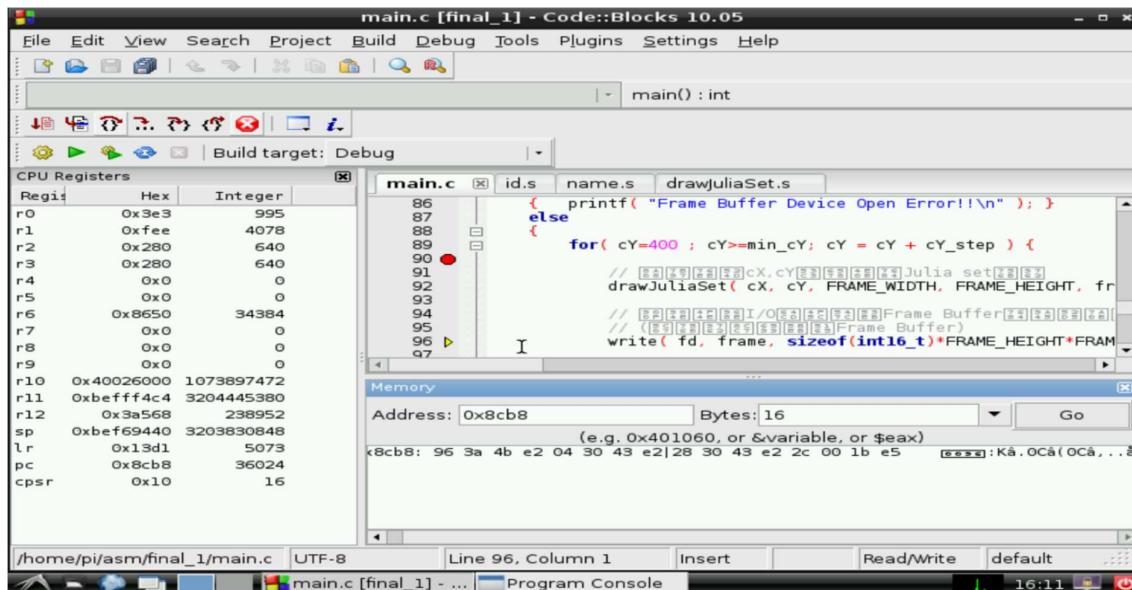 main.c [final_1] - Code::Blocks 10.05
File Edit View Search Project Build Debug Tools Plugins Settings Help
main() : int
Build target: Debug
CPU Registers
Regis Hex Integer
r0 0x3e3 995
r1 0xfee 4078
r2 0x280 640
r3 0x280 640
r4 0x0 0
r5 0x0 0
r6 0x8650 34384
r7 0x0 0
r8 0x0 0
r9 0x0 0
r10 0x40026000 1073897472
r11 0xbefff4c4 3204445380
r12 0x3a568 238952
sp 0xbef69440 3203830848
lr 0x13d1 5073
pc 0x8cb8 36024
cpsr 0x10 16
main.c id.s name.s drawJuliaSet.s
86 { printf( "Frame Buffer Device Open Error!!\n" ); }
87 else
88 {
89 for( cY=400 ; cY>=min_cY; cY = cY + cY_step ) {
90
91 // cX,cY Julia set
92 drawJuliaSet( cX, cY, FRAME_WIDTH, FRAME_HEIGHT, fr
93
94 // I/O Frame Buffer
95 // ( Frame Buffer)
96 write( fd, frame, sizeof(int16_t)*FRAME_HEIGHT*FRAM
97
Memory
Address: 0x8cb8 Bytes: 16 Go
(e.g. 0x401060, or &variable, or $eax)
x8cb8: 96 3a 4b e2 04 30 43 e2|28 30 43 e2 2c 00 1b e5 :Kâ.0Câ(0Câ,..å
/home/pi/asm/final_1/main.c UTF-8 Line 96, Column 1 Insert Read/Write default
main.c [final_1] - ... Program Console 16:11